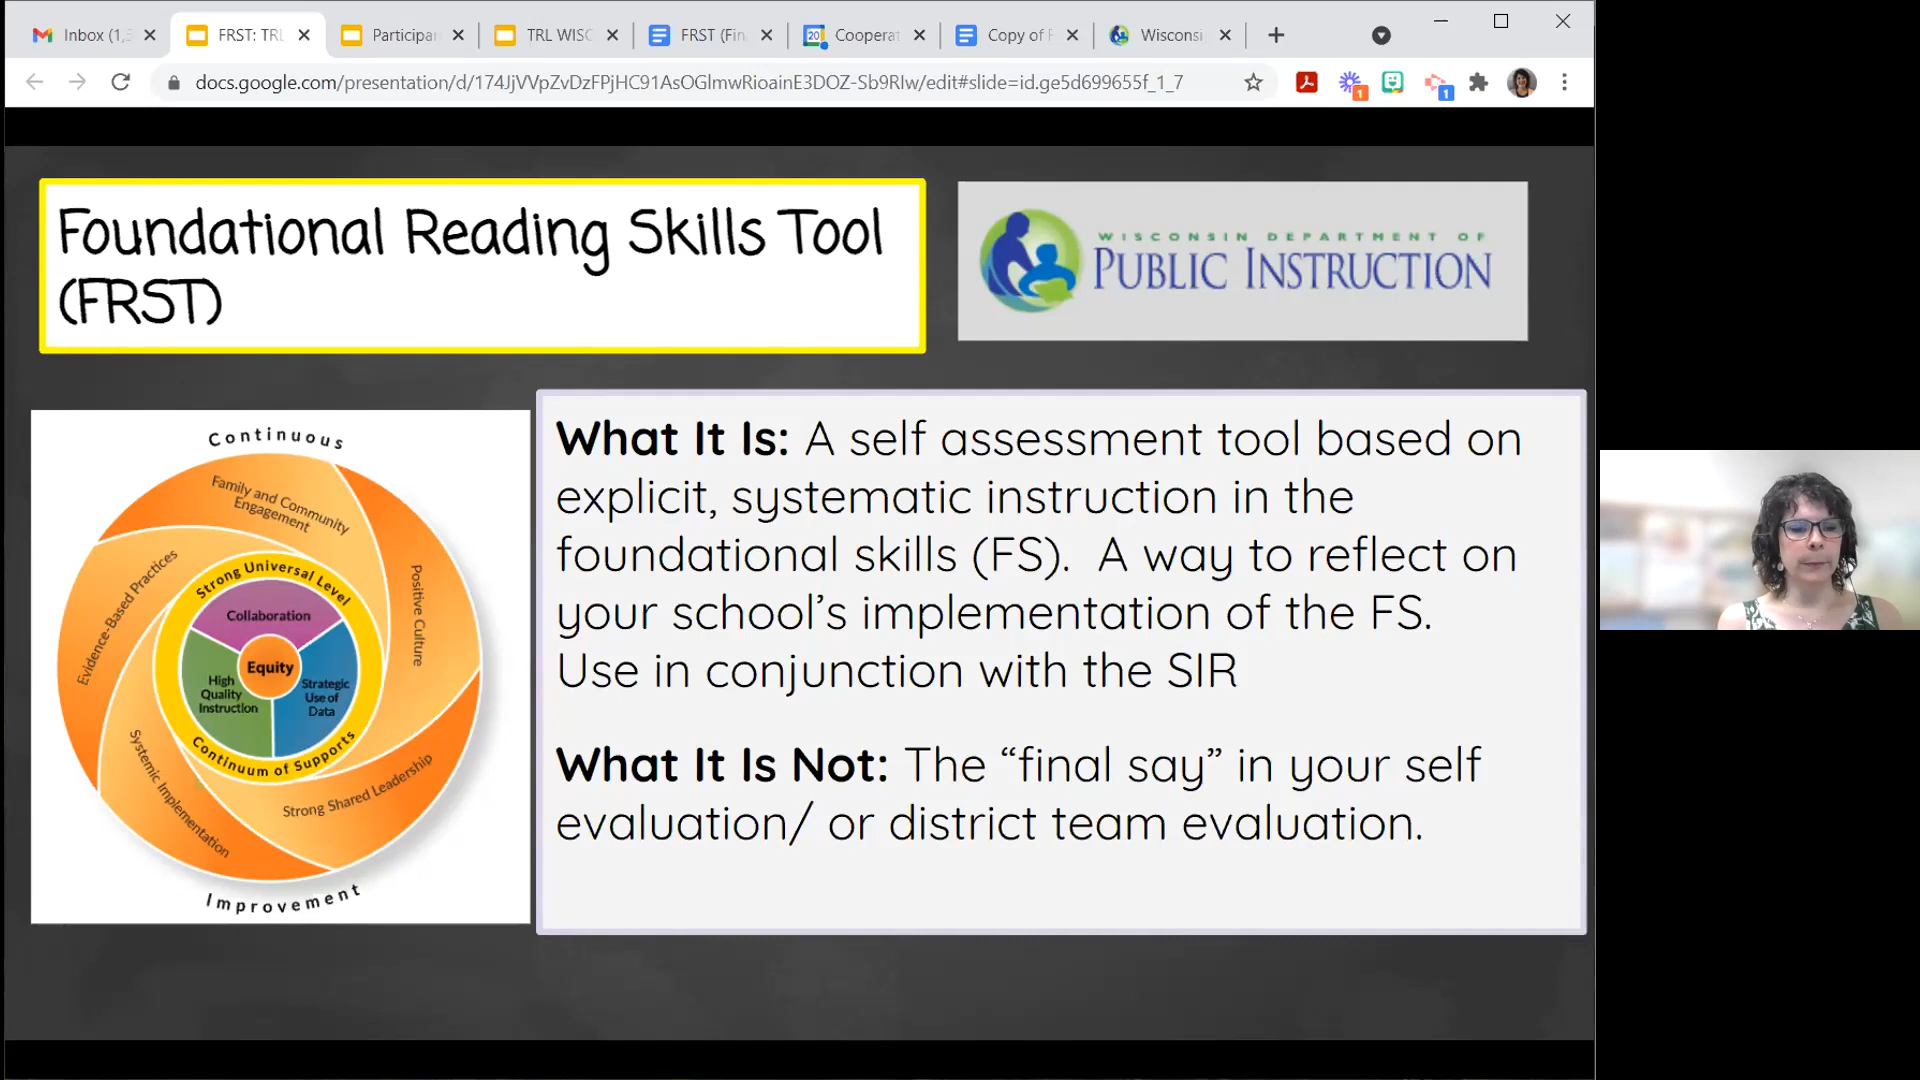 Inbox (1,
FRST: TRL
Participan
TRL WISC
FRST (Fin
Cooperat
Copy of F
Wisconsi
docs.google.com/presentation/d/174JjVVpZvDzFPjHC91AsOGlmwRioainE3DOZ-Sb9RIw/edit#slide=id.ge5d699655f_1_7
1
1
Foundational Reading Skills Tool
(FRST)
WISCONSIN DEPARTMENT OF
PUBLIC INSTRUCTION
Continuous
Family and Community
Engagement
Evidence-Based Practices
Positive Culture
Strong Universal Level
Collaboration
Equity
High
Quality
Instruction
Strategic
Use of
Data
Continuum of Supports
Systemic Implementation
Strong Shared Leadership
Improvement
What It Is: A self assessment tool based on
explicit, systematic instruction in the
foundational skills (FS).  A way to reflect on
your school’s implementation of the FS.
Use in conjunction with the SIR
What It Is Not: The “final say” in your self
evaluation/ or district team evaluation.